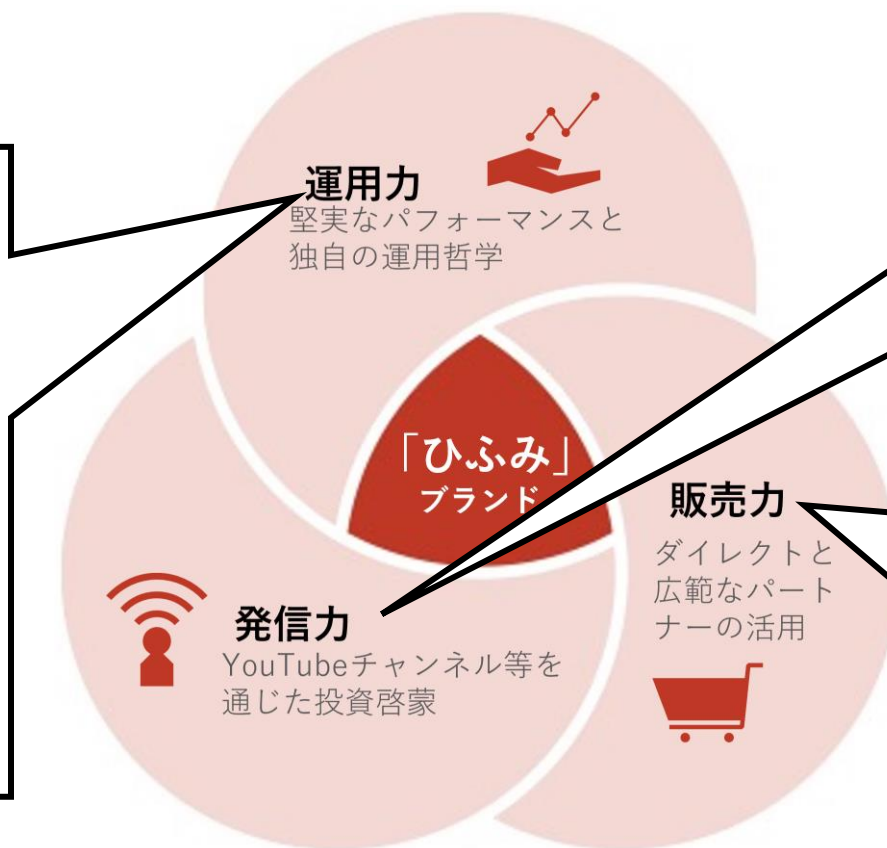 運用力
堅実なパフォーマンスと
独自の運用哲学
「ひふみ」
ブランド
販売力
ダイレクトと
広範なパート
ナーの活用
発信力
YouTubeチャンネル等を
通じた投資啓蒙